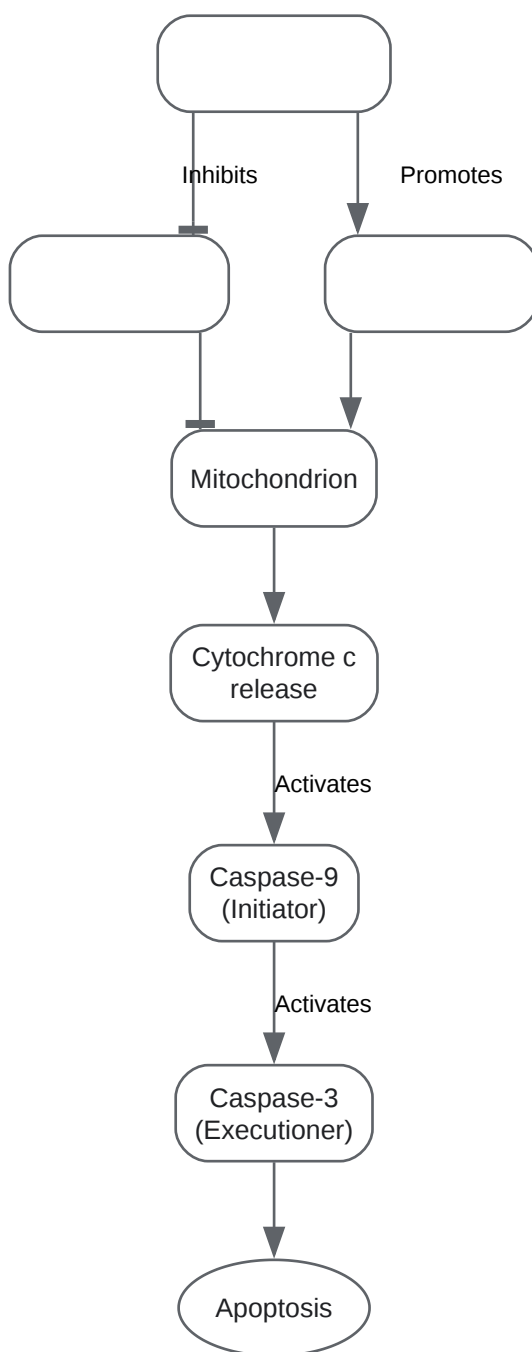 Inhibits
Promotes
Mitochondrion
Cytochrome c
release
Activates
Caspase-9
(Initiator)
Activates
Caspase-3
(Executioner)
Apoptosis